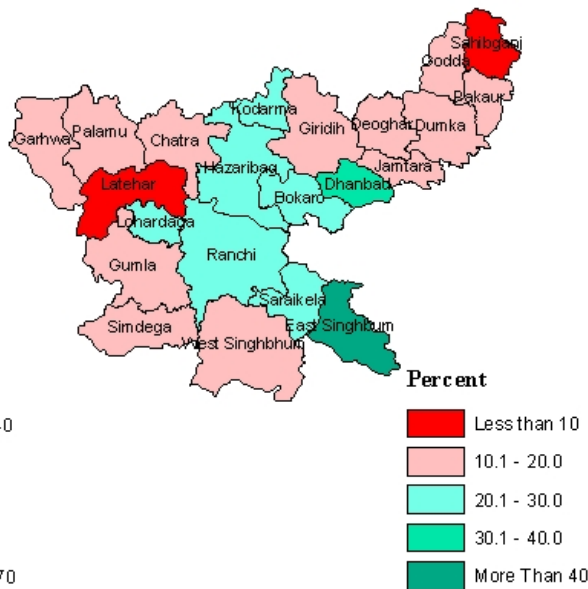 Sahibganj
Godda
Pakaur
Kodarma
Giridih
Deoghar
Dumka
Garhwa
Palamu
Chatra
Hazaribag
Jamtara
Latehar
Bokaro
Dhanbad
Lohardaga
Ranchi
Gumla
Saraikela
Simdega
East Singhbum
West Singhbhum
Percent
Less than 10
10.1 - 20.0
20.1 - 30.0
30.1 - 40.0
More Than 40